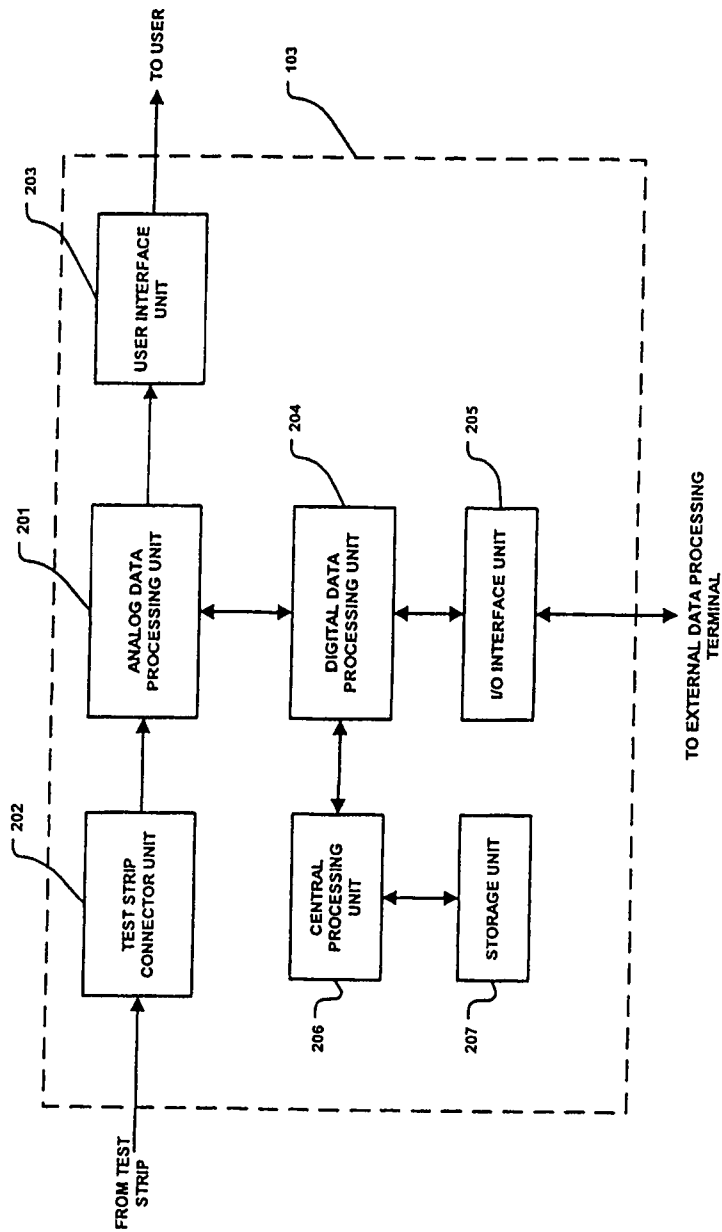 FROM TEST
STRIP
202
TEST STRIP
CONNECTOR UNIT
201
ANALOG DATA
PROCESSING UNIT
203
USER INTERFACE
UNIT
TO USER
103
206
CENTRAL
PROCESSING
UNIT
204
DIGITAL DATA
PROCESSING UNIT
207
STORAGE UNIT
205
I/O INTERFACE UNIT
TO EXTERNAL DATA PROCESSING
TERMINAL